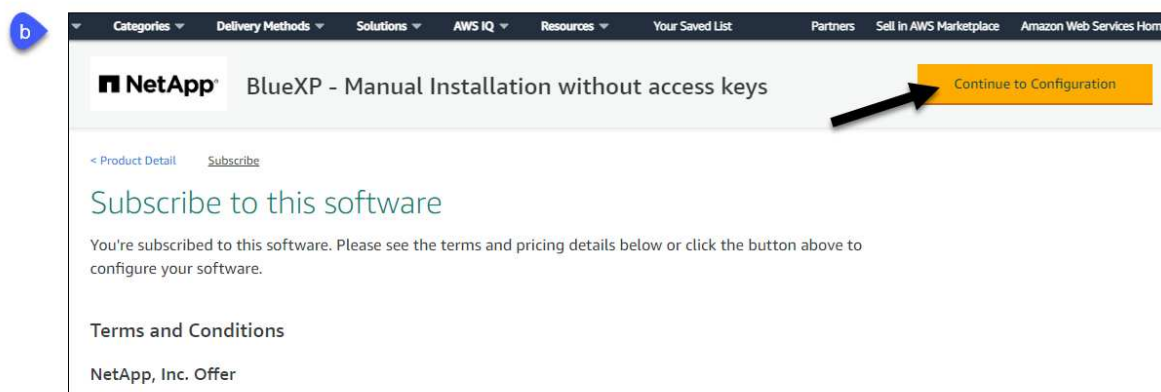 b
Categories Delivery Methods Solutions AWS IQ Resources Your Saved List Partners Sell in AWS Marketplace Amazon Web Services Hom
NetApp BlueXP - Manual Installation without access keys Continue to Configuration
< Product Detail Subscribe
Subscribe to this software
You're subscribed to this software. Please see the terms and pricing details below or click the button above to
configure your software.
Terms and Conditions
NetApp, Inc. Offer